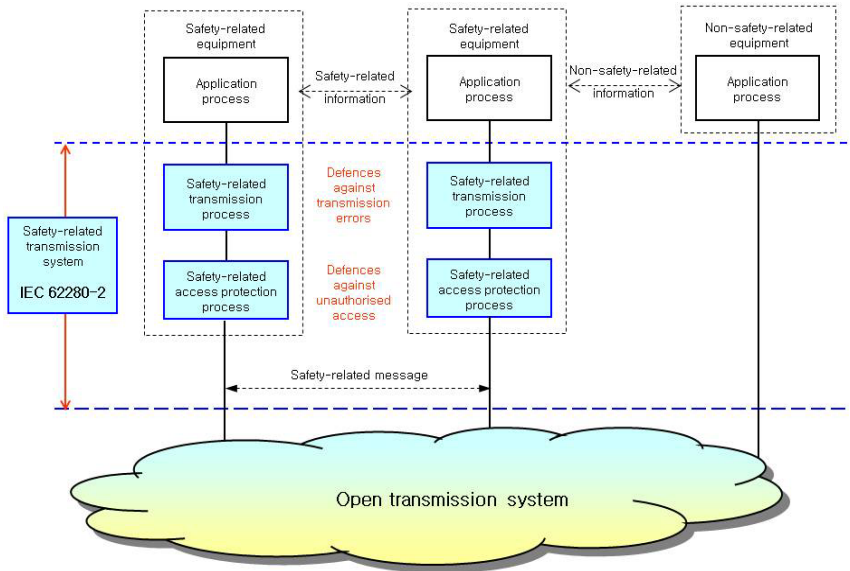 Safety-related
equipment
Safety-related
equipment
Non-safety-related
equipment
Application
process
Safety-related
information
Application
process
Non-safety-related
information
Application
process
Safety-related
transmission
process
Defences
against
transmission
errors
Safety-related
transmission
process
Safety-related
transmission
system
IEC 62280-2
Safety-related
access protection
process
Defences
against
unauthorised
access
Safety-related
access protection
process
Safety-related message
Open transmission system